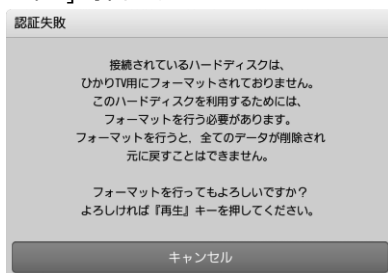 認証失敗
接続されているハードディスクは、
ひかりTV用にフォーマットされておりません。
このハードディスクを利用するためには、
フォーマットを行う必要があります。
フォーマットを行うと、全てのデータが削除され
元に戻すことはできません。
フォーマットを行ってもよろしいですか？
よろしければ『再生』キーを押してください。
キャンセル